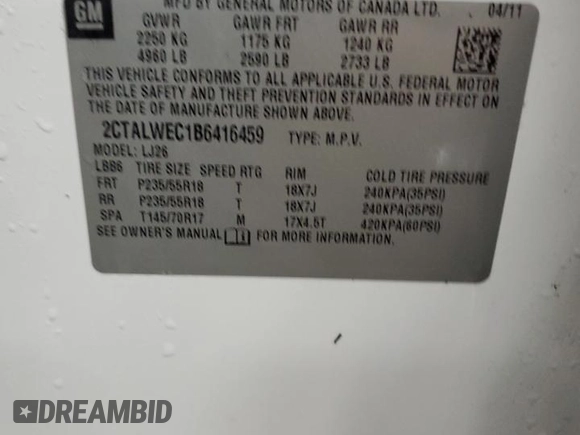 GM
MFD BY GENERAL MOTORS OF CANADA LTD. 04/11
GVWR GAWR FRT GAWR RR
2250 KG 1175 KG 1240 KG
4960 LB 2590 LB 2733 LB
THIS VEHICLE CONFORMS TO ALL APPLICABLE U.S. FEDERAL MOTOR
VEHICLE SAFETY AND THEFT PREVENTION STANDARDS IN EFFECT ON
THE DATE OF MANUFACTURE SHOWN ABOVE.
2CTALWEC1B6416459 TYPE: M.P.V.
MODEL: LJ26
LBB6 TIRE SIZE SPEED RTG RIM COLD TIRE PRESSURE
FRT P235/55R18 T 18X7J 240KPA(35PSI)
RR P235/55R18 T 18X7J 240KPA(35PSI)
SPA T145/70R17 M 17X4.5T 420KPA(60PSI)
SEE OWNER'S MANUAL FOR MORE INFORMATION.
DREAMBID